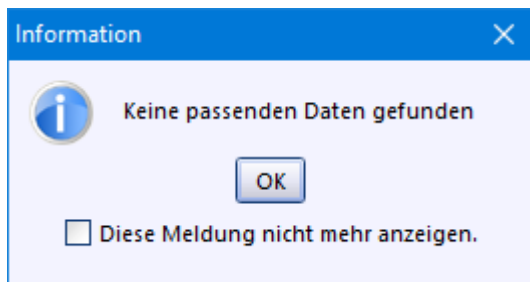 Information
Keine passenden Daten gefunden
OK
Diese Meldung nicht mehr anzeigen.